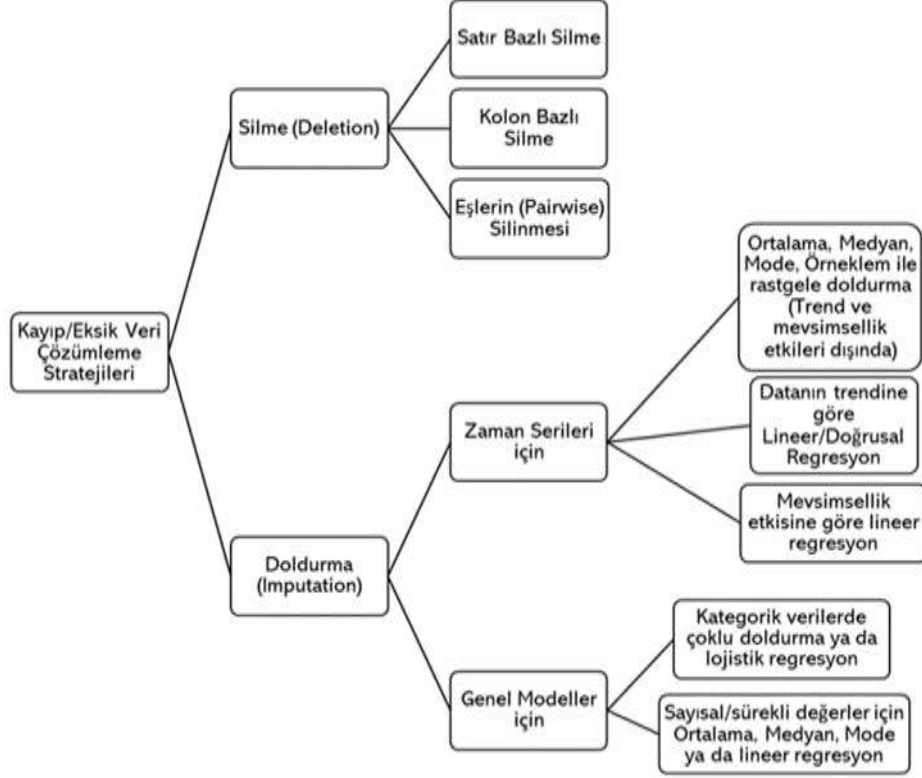 Satır Bazlı Silme
Silme (Deletion)
Kolon Bazlı
Silme
Eşlerin (Pairwise)
Silinmesi
Kayıp/Eksik Veri
Çözümleme
Stratejileri
Ortalama, Medyan,
Mode, Örneklem ile
rastgele doldurma
(Trend ve
mevsimsellik
etkileri dışında)
Zaman Serileri
için
Datanın trendine
göre
Lineer/Doğrusal
Regresyon
Mevsimsellik
etkisine göre lineer
regresyon
Doldurma
(Imputation)
Kategorik verilerde
çoklu doldurma ya da
lojistik regresyon
Genel Modeller
için
Sayısal/sürekli değerler için
Ortalama, Medyan, Mode
ya da lineer regresyon